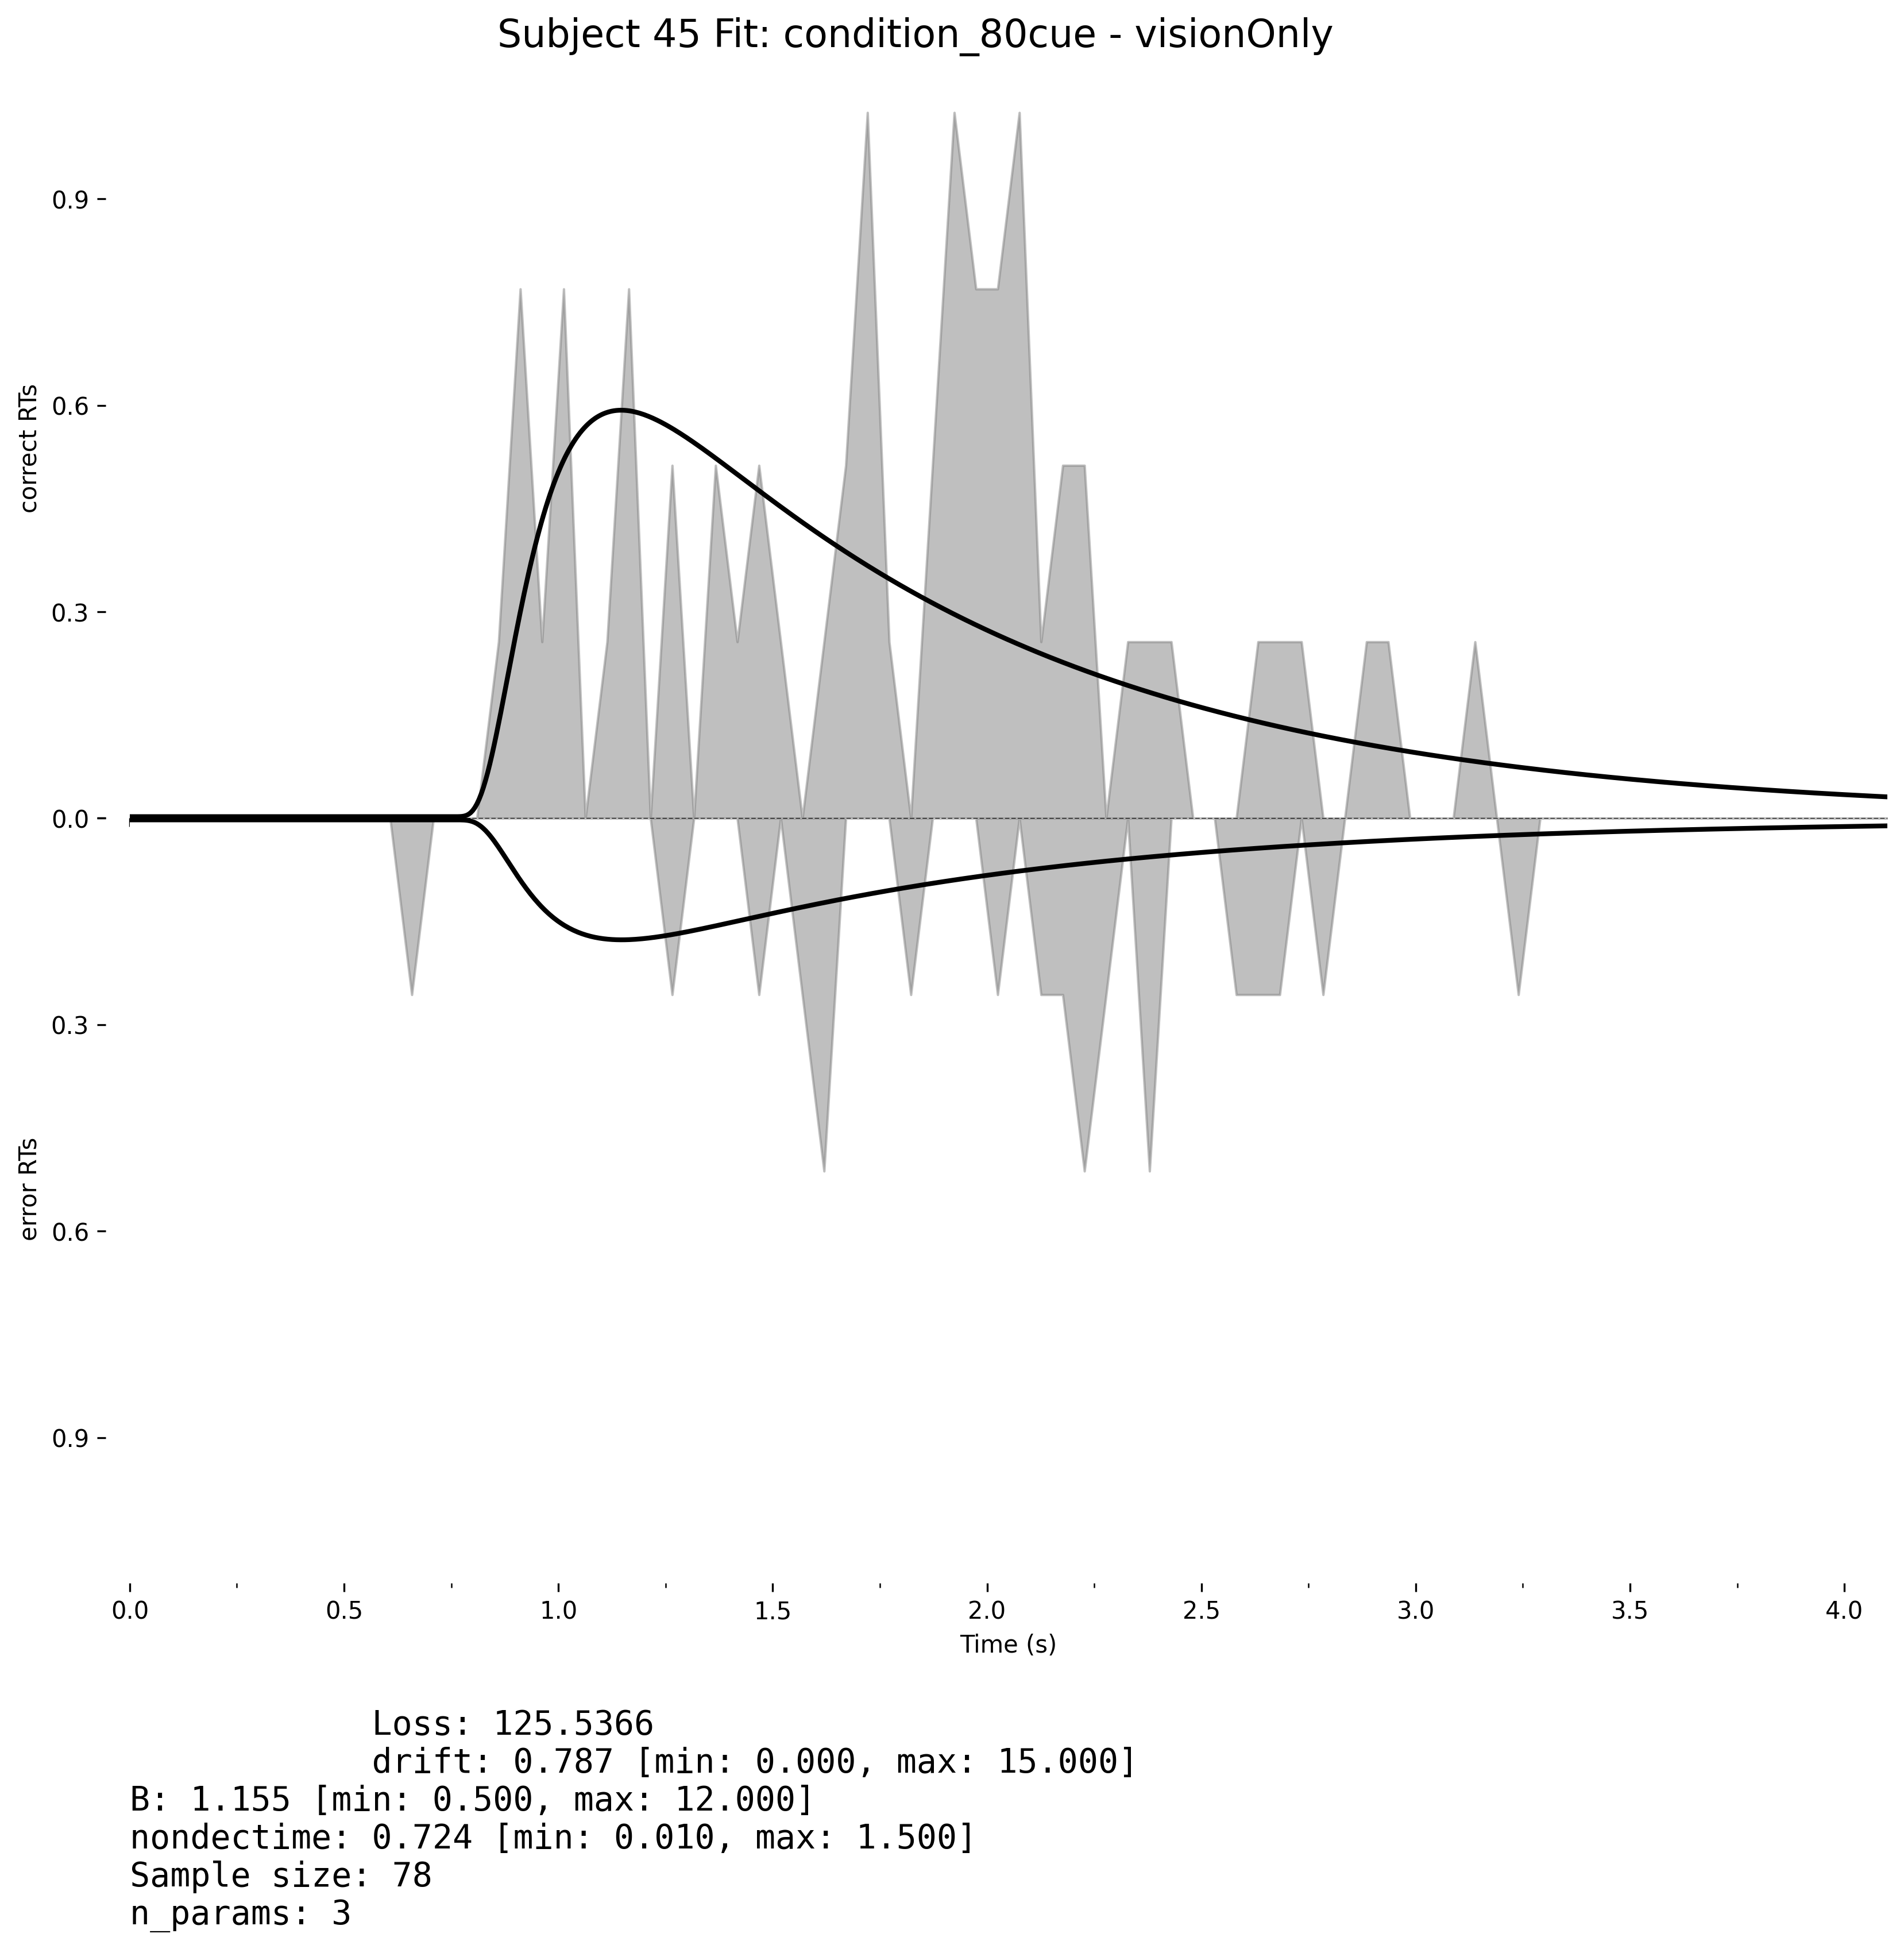 Subject 45 Fit: condition_80cue - visionOnly
0.9
0.6
correct RTs
0.3
0.0
0.3
error RTs
0.6
0.9
0.0 0.5 1.0 1.5 2.0 2.5 3.0 3.5 4.0
Time (s)
Loss: 125.5366
drift: 0.787 [min: 0.000, max: 15.000]
B: 1.155 [min: 0.500, max: 12.000]
nondectime: 0.724 [min: 0.010, max: 1.500]
Sample size: 78
n_params: 3